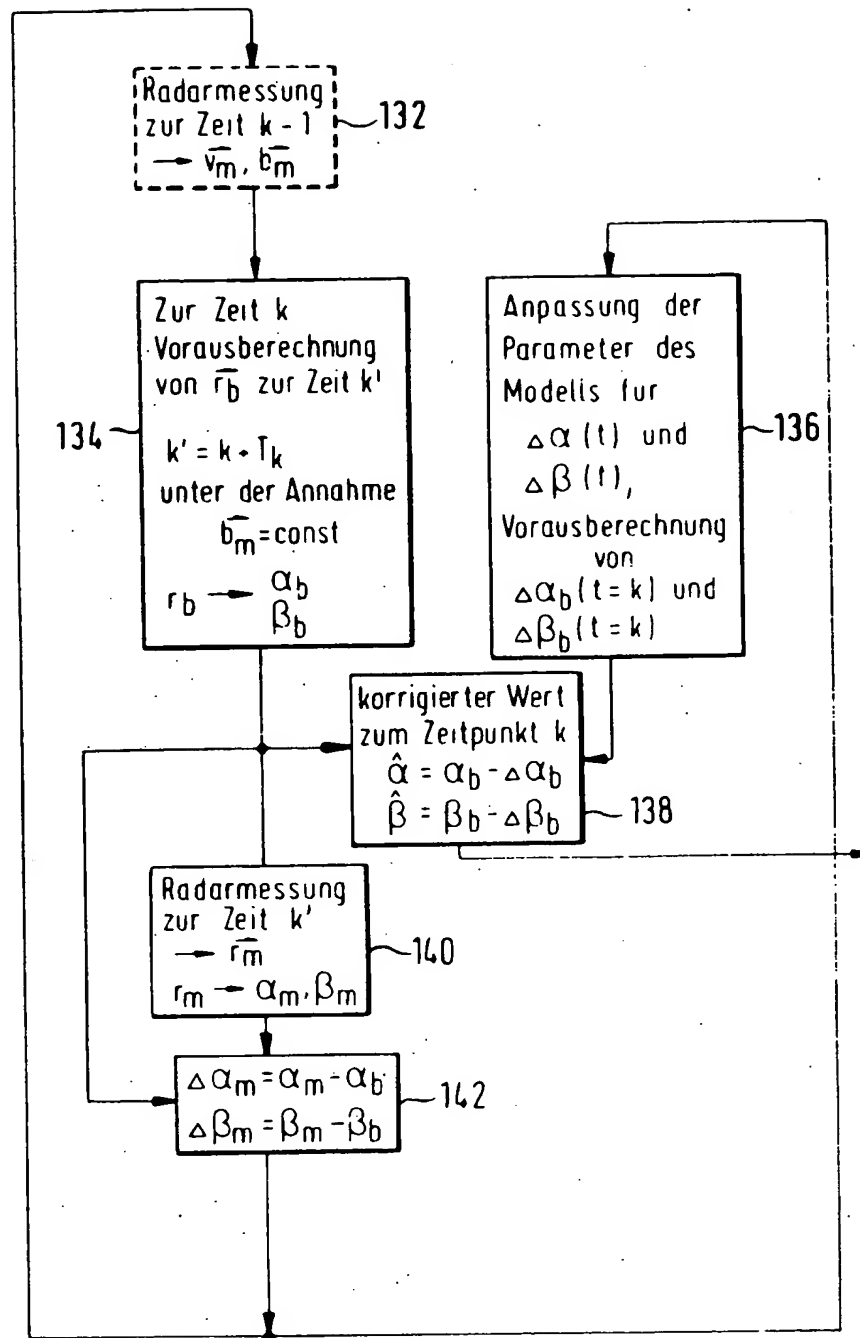 Radarmessung
zur Zeit k-1
→ v⃗m, b⃗m
132
Zur Zeit k
Vorausberechnung
von r⃗b zur Zeit k'
k' = k + Tk
unter der Annahme
b⃗m = const
rb → αb
βb
134
Anpassung der
Parameter des
Modells fur
Δα(t) und
Δβ(t),
Vorausberechnung
von
Δαb(t=k) und
Δβb(t=k)
136
korrigierter Wert
zum Zeitpunkt k
α̂ = αb - Δαb
β̂ = βb - Δβb
138
Radarmessung
zur Zeit k'
→ r⃗m
rm → αm, βm
140
Δαm = αm - αb
Δβm = βm - βb
142